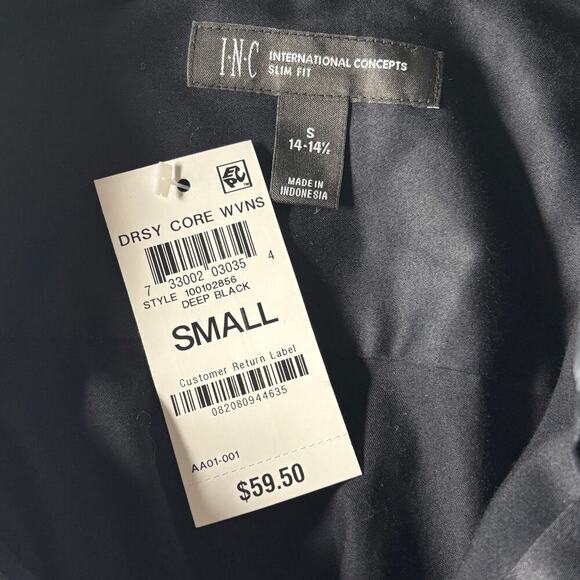 I·N·C INTERNATIONAL CONCEPTS
SLIM FIT
S
14-14½
MADE IN
INDONESIA
EPC
DRSY CORE WVNS
7 33002 03035 4
STYLE 100102856
DEEP BLACK
SMALL
Customer Return Label
082080944635
AA01-001
$59.50